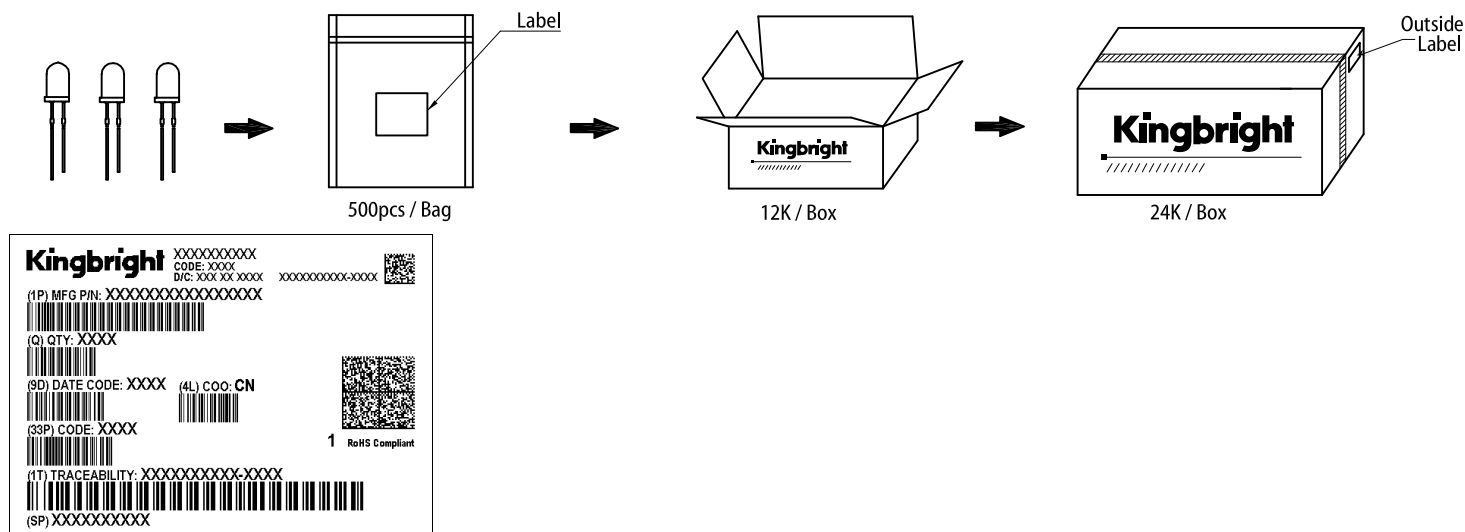 Label
Outside
Label
Kingbright
Kingbright
500pcs / Bag
12K / Box
24K / Box
Kingbright
XXXXXXXXXX
CODE: XXXX
D/C: XXX XX XXXX
XXXXXXXXXX-XXXX
(1P) MFG P/N: XXXXXXXXXXXXXXXX
(Q) QTY: XXXX
(9D) DATE CODE: XXXX (4L) COO: CN
(33P) CODE: XXXX
1 RoHS Compliant
(1T) TRACEABILITY: XXXXXXXXXX-XXXX
(SP) XXXXXXXXXX